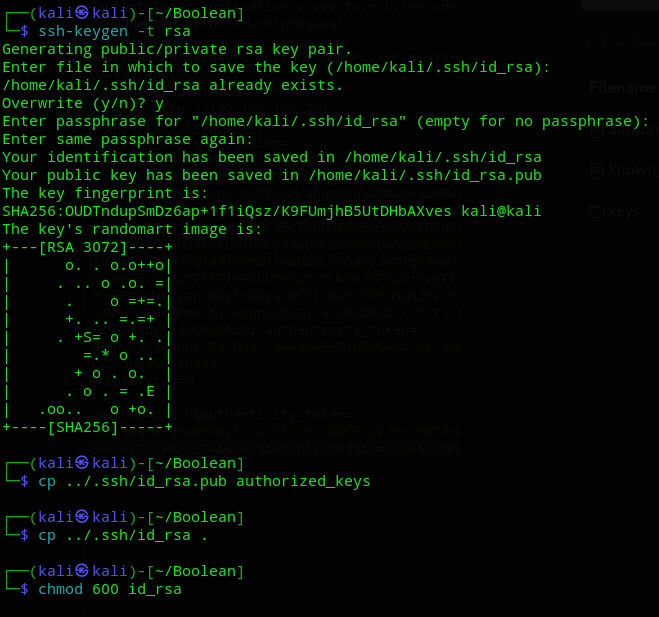 ┌──(kali㉿kali)-[~/Boolean]
└─$ ssh-keygen -t rsa
Generating public/private rsa key pair.
Enter file in which to save the key (/home/kali/.ssh/id_rsa):
/home/kali/.ssh/id_rsa already exists.
Overwrite (y/n)? y
Enter passphrase for "/home/kali/.ssh/id_rsa" (empty for no passphrase):
Enter same passphrase again:
Your identification has been saved in /home/kali/.ssh/id_rsa
Your public key has been saved in /home/kali/.ssh/id_rsa.pub
The key fingerprint is:
SHA256:OUDTndupSmDz6ap+1f1iQsz/K9FUmjhB5UtDHbAXves kali@kali
The key's randomart image is:
+---[RSA 3072]----+
|      o. . o.o++o|
|     . .. o .o. =|
|      .    o =+=.|
|      +. .. =.=+ |
|     . +S= o +. .|
|        =.* o .. |
|       + o . o.  |
|      . o . = .E |
|   .oo..   o +o. |
+----[SHA256]-----+
┌──(kali㉿kali)-[~/Boolean]
└─$ cp ../.ssh/id_rsa.pub authorized_keys
┌──(kali㉿kali)-[~/Boolean]
└─$ cp ../.ssh/id_rsa .
┌──(kali㉿kali)-[~/Boolean]
└─$ chmod 600 id_rsa
Filename
known_
keys